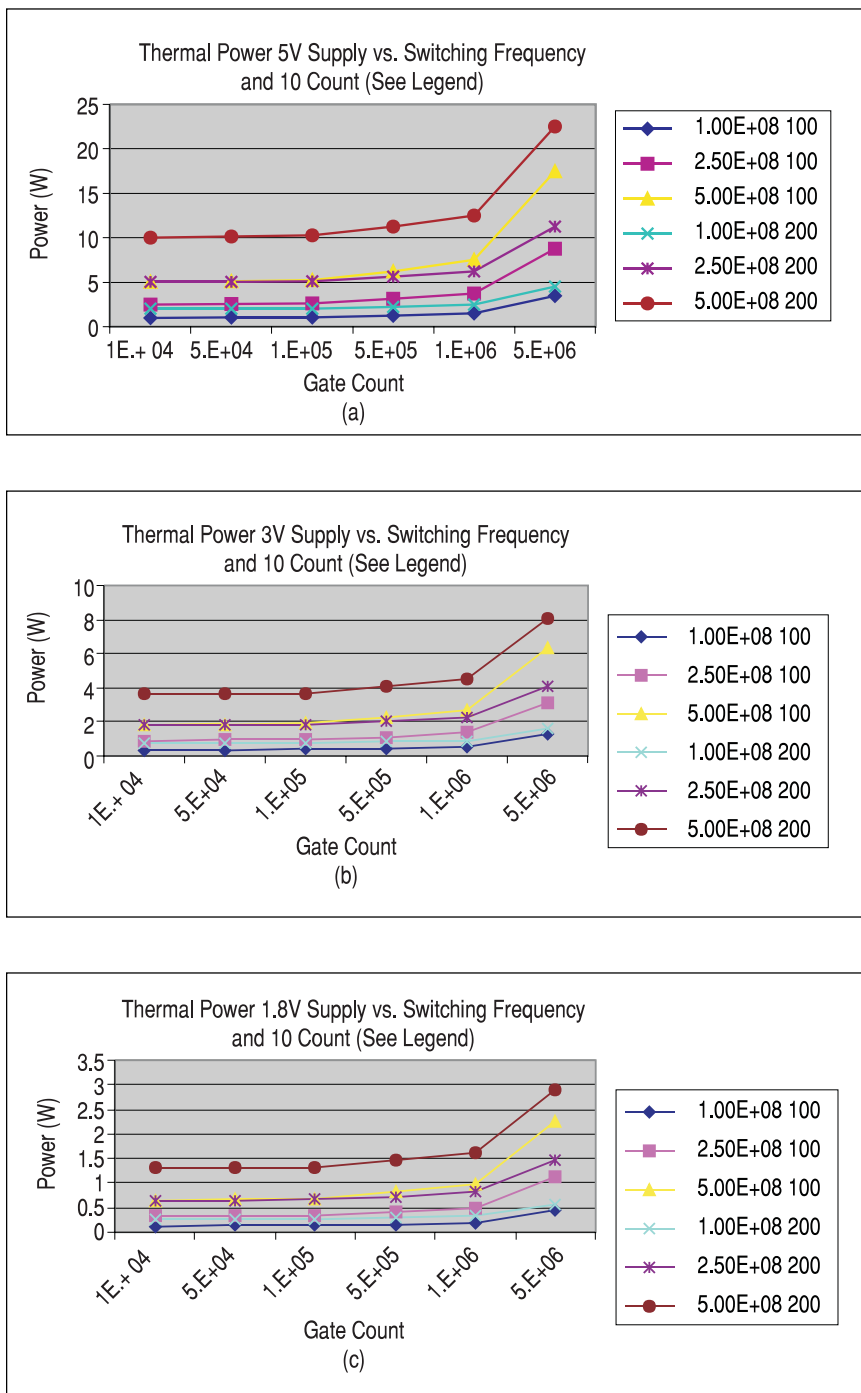 Thermal Power 5V Supply vs. Switching Frequency
and 10 Count (See Legend)
Power (W)
25
20
15
10
5
0
1E.+ 04 5.E+04 1.E+05 5.E+05 1.E+06 5.E+06
Gate Count
(a)
1.00E+08 100
2.50E+08 100
5.00E+08 100
1.00E+08 200
2.50E+08 200
5.00E+08 200
Thermal Power 3V Supply vs. Switching Frequency
and 10 Count (See Legend)
Power (W)
10
8
6
4
2
0
1E.+ 04 5.E+04 1.E+05 5.E+05 1.E+06 5.E+06
Gate Count
(b)
1.00E+08 100
2.50E+08 100
5.00E+08 100
1.00E+08 200
2.50E+08 200
5.00E+08 200
Thermal Power 1.8V Supply vs. Switching Frequency
and 10 Count (See Legend)
Power (W)
3.5
3
2.5
2
1.5
1
0.5
0
1E.+ 04 5.E+04 1.E+05 5.E+05 1.E+06 5.E+06
Gate Count
(c)
1.00E+08 100
2.50E+08 100
5.00E+08 100
1.00E+08 200
2.50E+08 200
5.00E+08 200